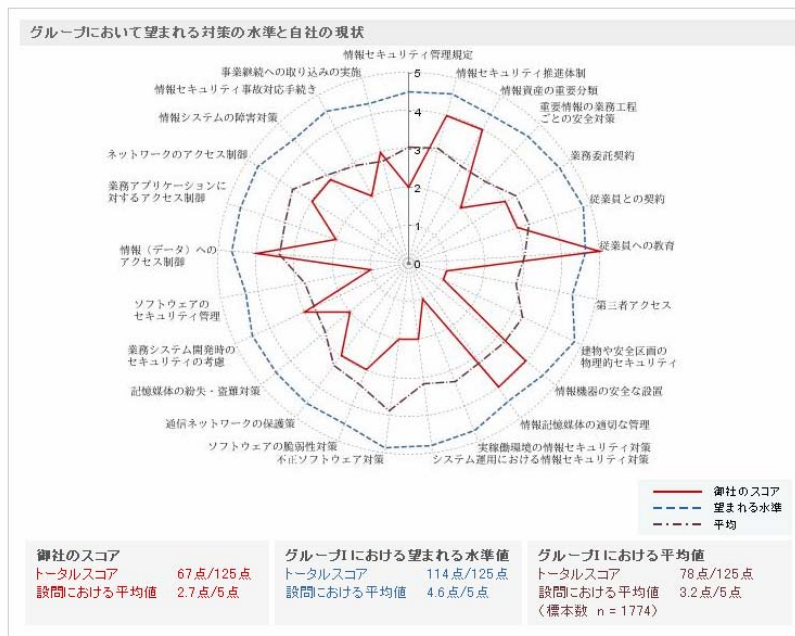 グループにおいて望まれる対策の水準と自社の現状
情報セキュリティ管理規定
情報セキュリティ推進体制
情報資産の重要分類
重要情報の業務工程
ごとの安全対策
業務委託契約
従業員との契約
従業員への教育
第三者アクセス
建物や安全区画の
物理的セキュリティ
情報機器の安全な設置
情報記憶媒体の適切な管理
実稼働環境の情報セキュリティ対策
システム運用における情報セキュリティ対策
不正ソフトウェア対策
ソフトウェアの脆弱性対策
通信ネットワークの保護策
記憶媒体の紛失・盗難対策
業務システム開発時の
セキュリティの考慮
ソフトウェアの
セキュリティ管理
情報（データ）への
アクセス制御
業務アプリケーションに
対するアクセス制御
ネットワークのアクセス制御
情報システムの障害対策
情報セキュリティ事故対応手続き
事業継続への取り込みの実施
5
4
3
2
1
0
御社のスコア
望まれる水準
平均
御社のスコア
トータルスコア 67点/125点
設問における平均値 2.7点/5点
グループIにおける望まれる水準値
トータルスコア 114点/125点
設問における平均値 4.6点/5点
グループIにおける平均値
トータルスコア 78点/125点
設問における平均値 3.2点/5点
（標本数 n = 1774）